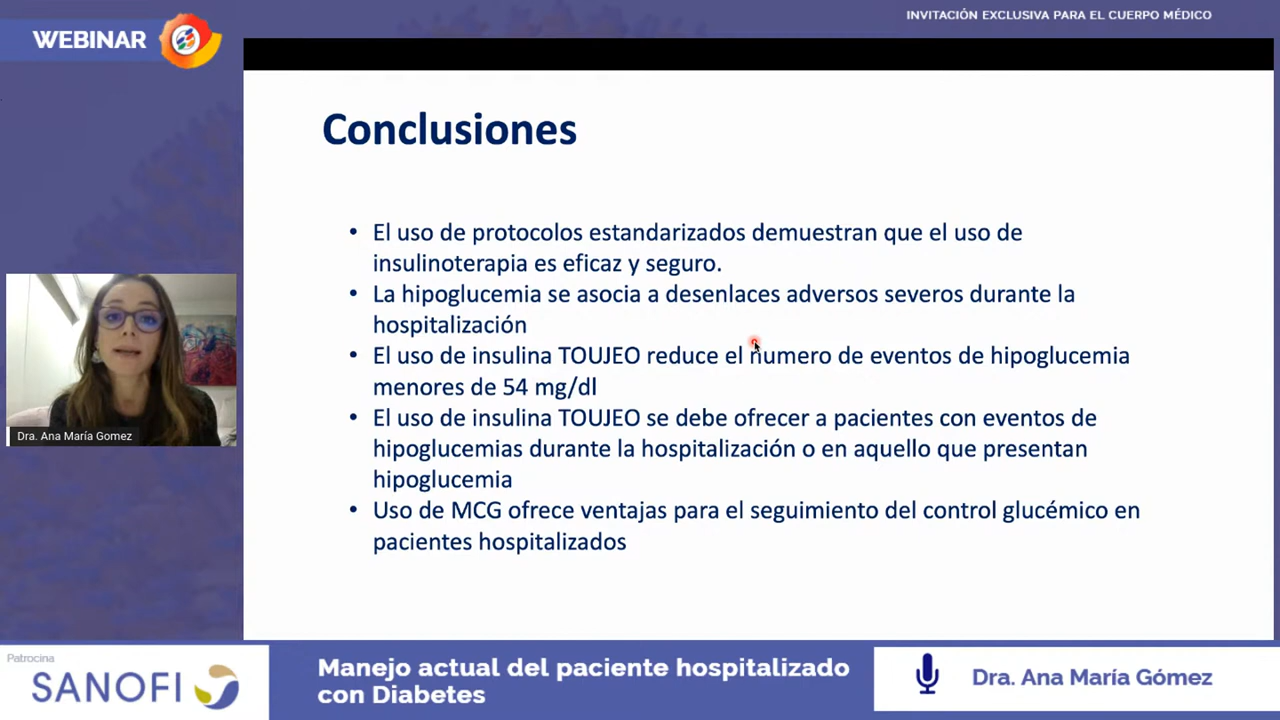 INVITACIÓN EXCLUSIVA PARA EL CUERPO MÉDICO
WEBINAR
Conclusiones
• El uso de protocolos estandarizados demuestran que el uso de
insulinoterapia es eficaz y seguro.
• La hipoglucemia se asocia a desenlaces adversos severos durante la
hospitalización
• El uso de insulina TOUJEO reduce el numero de eventos de hipoglucemia
menores de 54 mg/dl
• El uso de insulina TOUJEO se debe ofrecer a pacientes con eventos de
hipoglucemias durante la hospitalización o en aquello que presentan
hipoglucemia
• Uso de MCG ofrece ventajas para el seguimiento del control glucémico en
pacientes hospitalizados
Dra. Ana María Gomez
Patrocina
SANOFI
Manejo actual del paciente hospitalizado
con Diabetes
Dra. Ana María Gómez